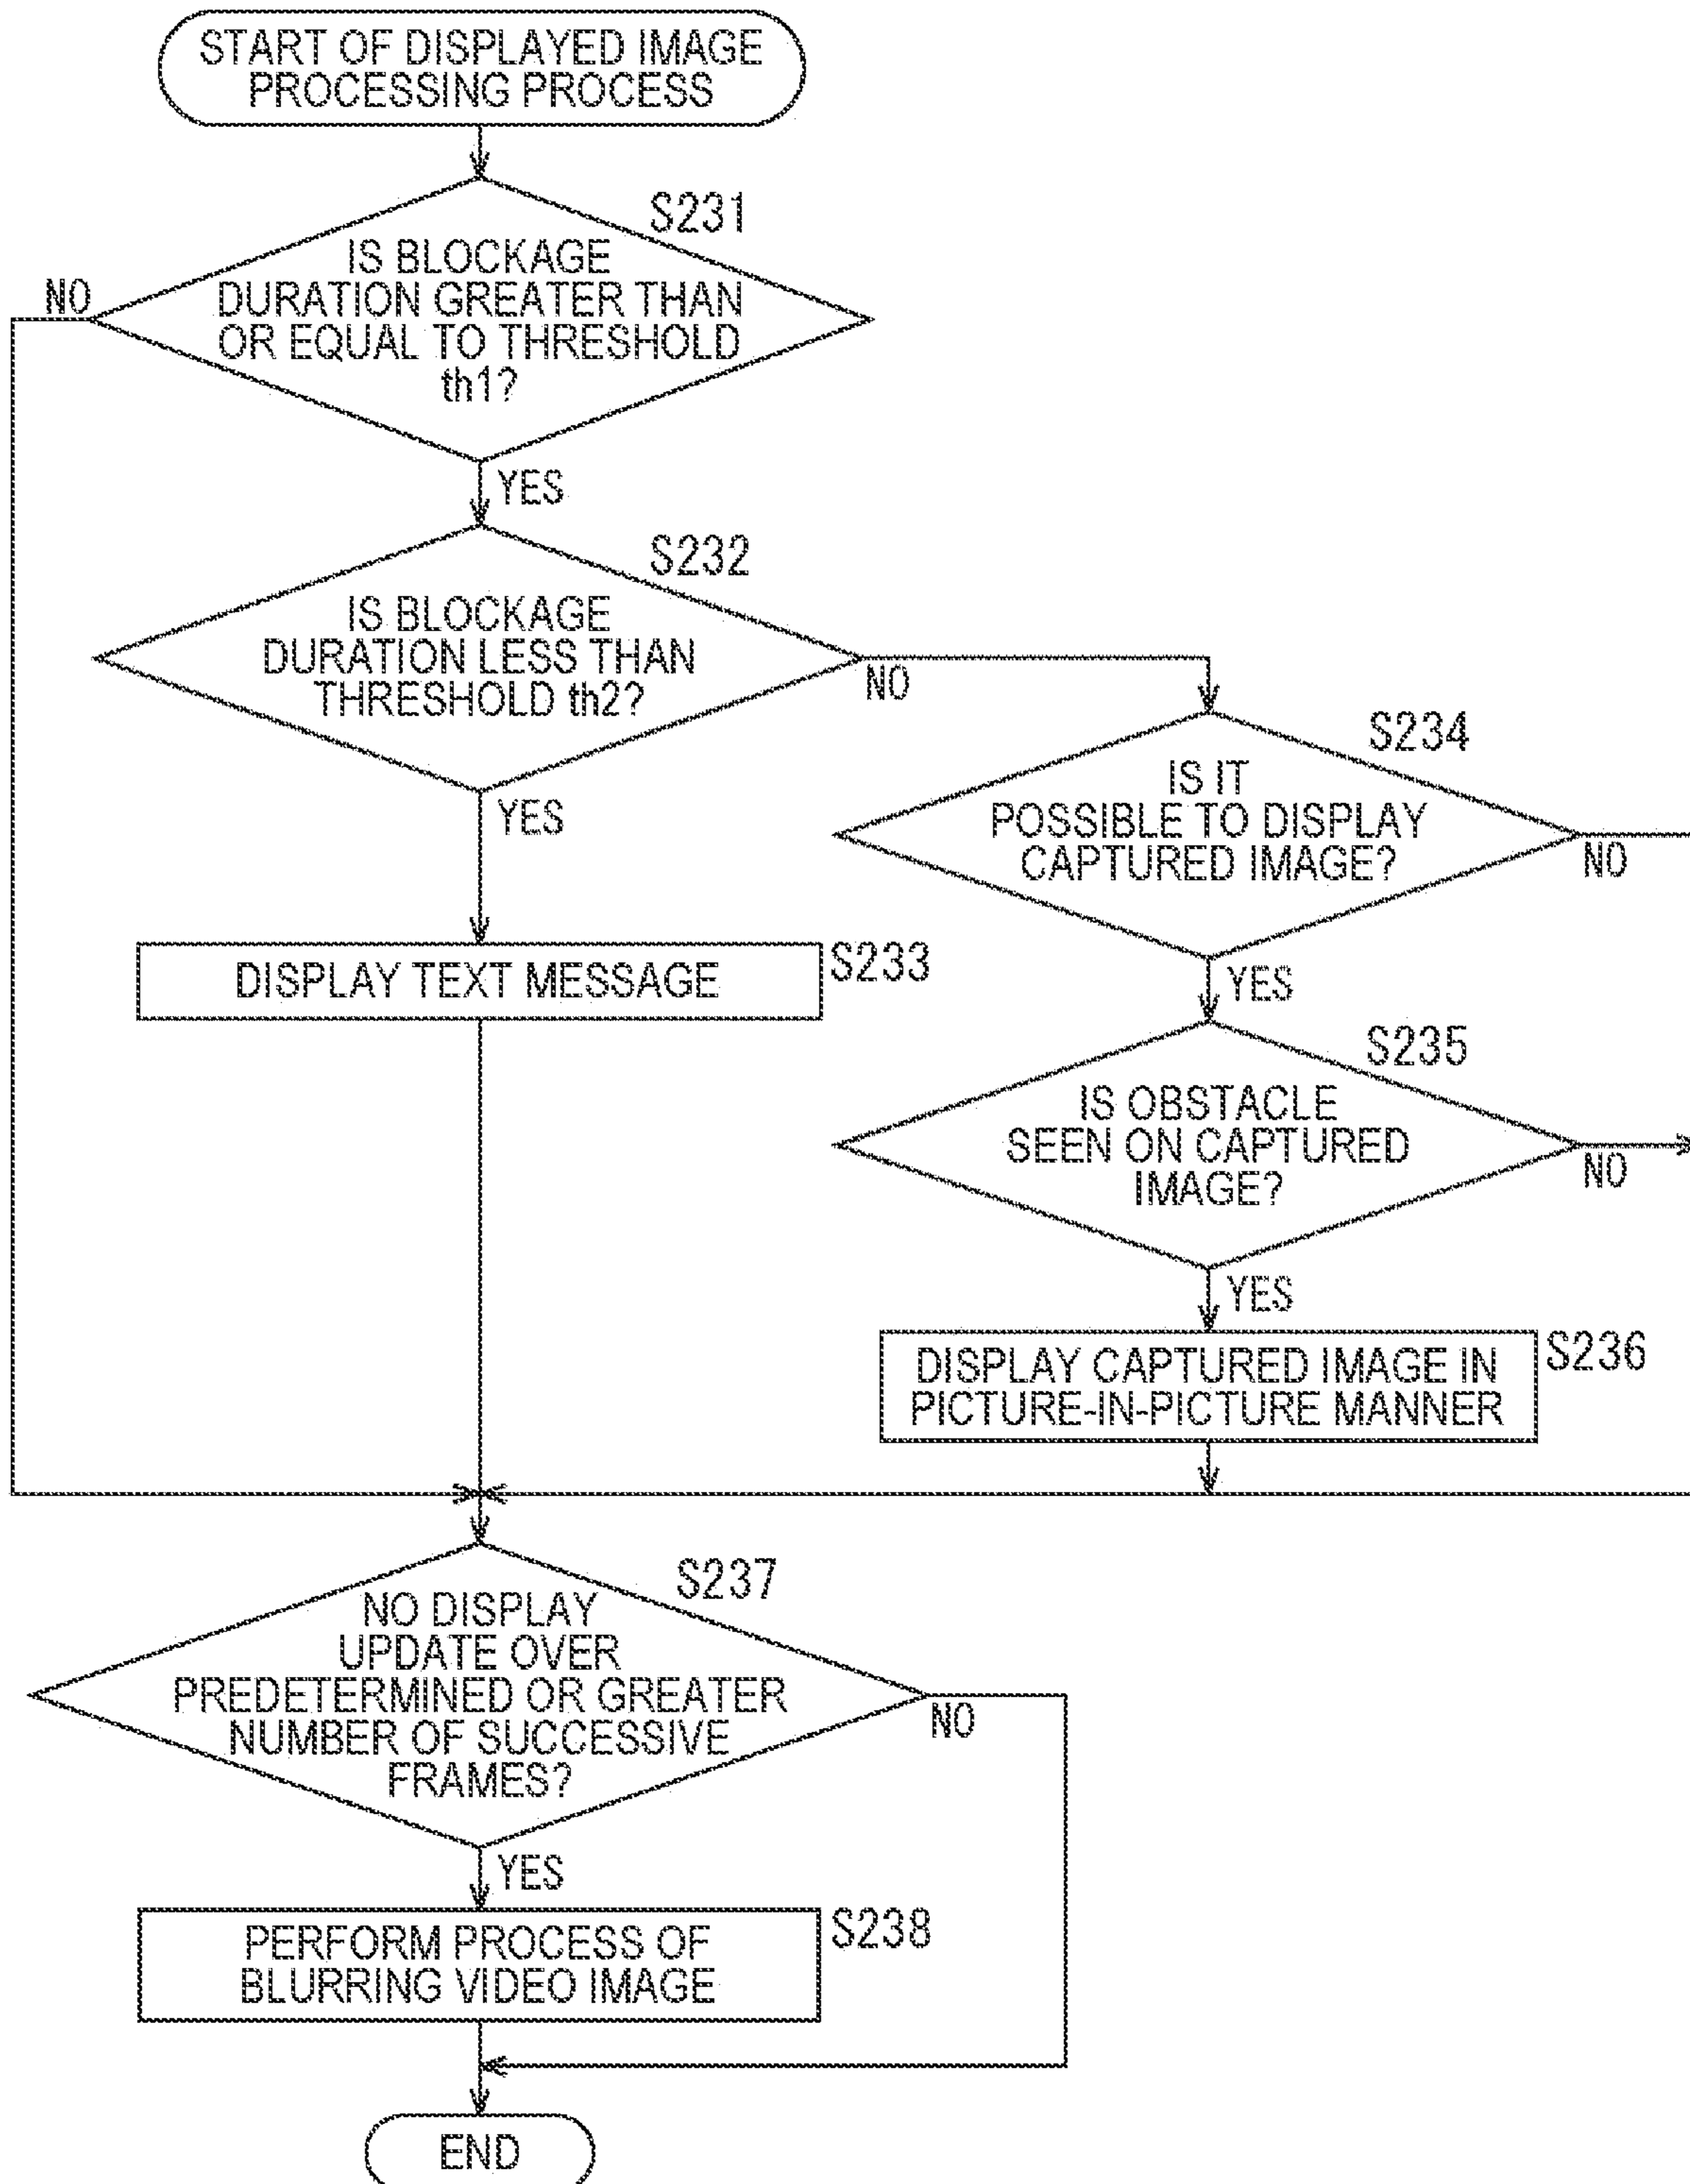 START OF DISPLAYED IMAGE
PROCESSING PROCESS
S231
IS BLOCKAGE
DURATION GREATER THAN
OR EQUAL TO THRESHOLD
th1?
NO
YES
S232
IS BLOCKAGE
DURATION LESS THAN
THRESHOLD th2?
NO
YES
S233
DISPLAY TEXT MESSAGE
S234
IS IT
POSSIBLE TO DISPLAY
CAPTURED IMAGE?
NO
YES
S235
IS OBSTACLE
SEEN ON CAPTURED
IMAGE?
NO
YES
S236
DISPLAY CAPTURED IMAGE IN
PICTURE-IN-PICTURE MANNER
S237
NO DISPLAY
UPDATE OVER
PREDETERMINED OR GREATER
NUMBER OF SUCCESSIVE
FRAMES?
NO
YES
S238
PERFORM PROCESS OF
BLURRING VIDEO IMAGE
END